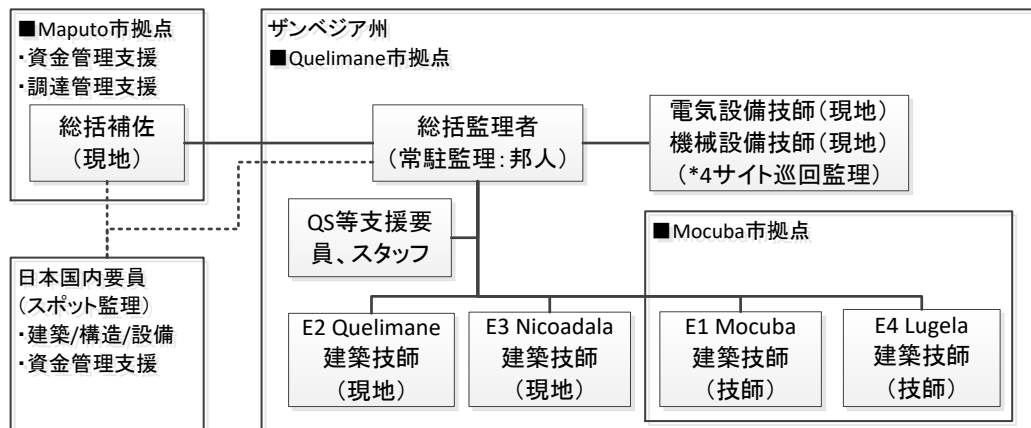 ■Maputo市拠点
・資金管理支援
・調達管理支援
総括補佐
(現地)
日本国内要員
(スポット監理)
・建築/構造/設備
・資金管理支援
ザンベジア州
■Quelimane市拠点
総括監理者
(常駐監理:邦人)
電気設備技師(現地)
機械設備技師(現地)
(*4サイト巡回監理)
QS等支援要
員、スタッフ
■Mocuba市拠点
E2 Quelimane
建築技師
(現地)
E3 Nicoadala
建築技師
(現地)
E1 Mocuba
建築技師
(技師)
E4 Lugela
建築技師
(技師)